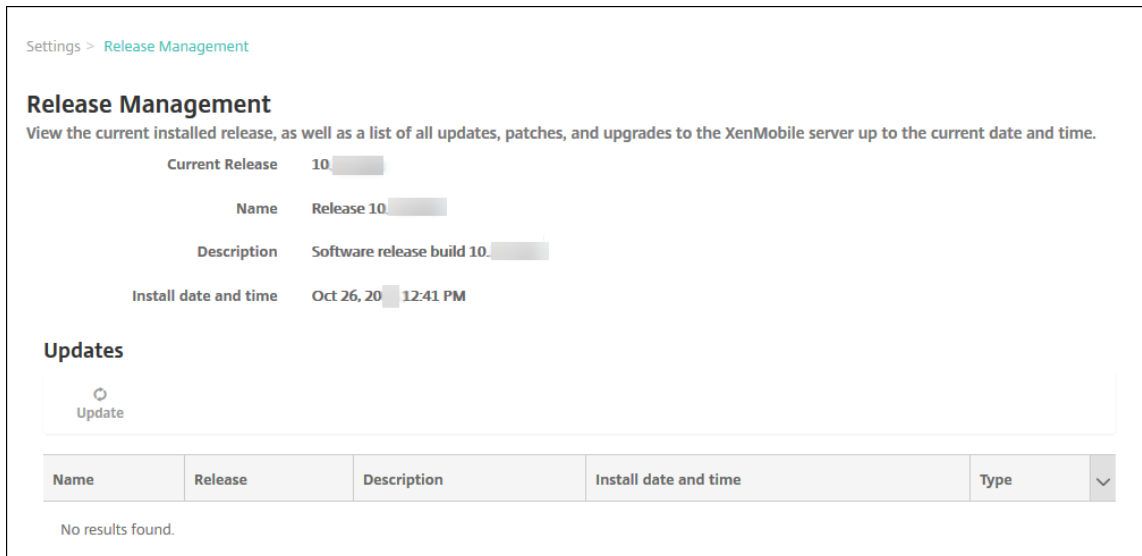 Settings > Release Management
Release Management
View the current installed release, as well as a list of all updates, patches, and upgrades to the XenMobile server up to the current date and time.
Current Release 10.
Name Release 10.
Description Software release build 10.
Install date and time Oct 26, 20 12:41 PM
Updates
Update
Name Release Description Install date and time Type
No results found.